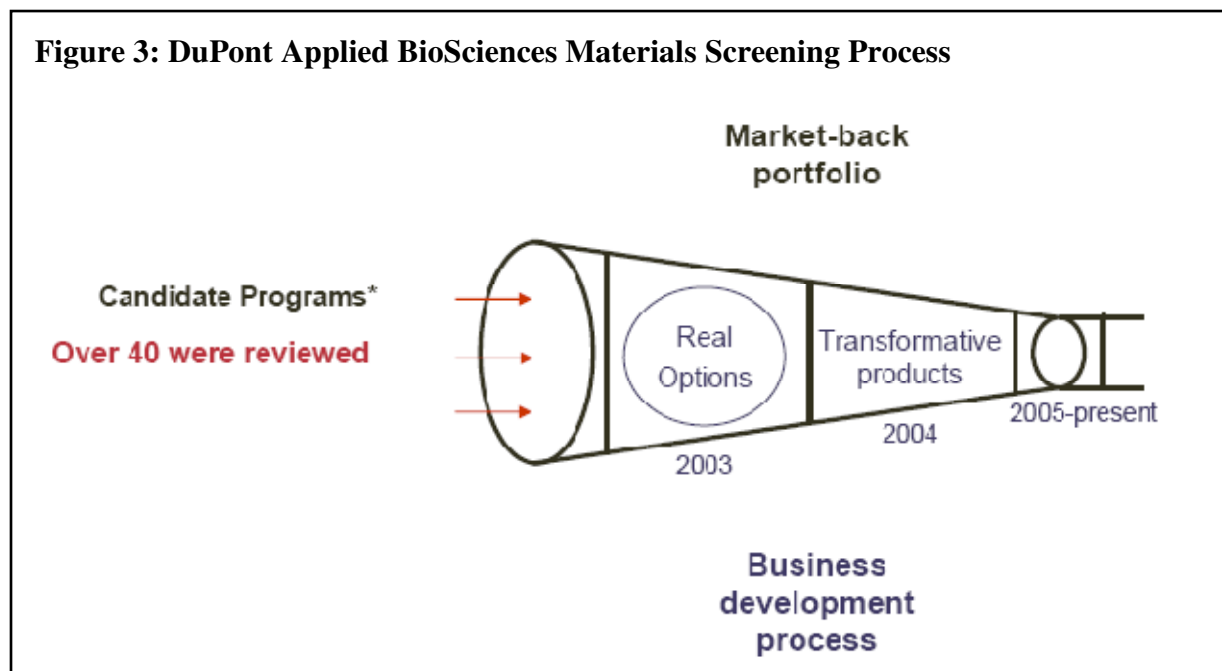 Figure 3: DuPont Applied BioSciences Materials Screening Process
Market-back
portfolio
Candidate Programs*
Over 40 were reviewed
Real
Options
Transformative
products
2003
2004
2005-present
Business
development
process